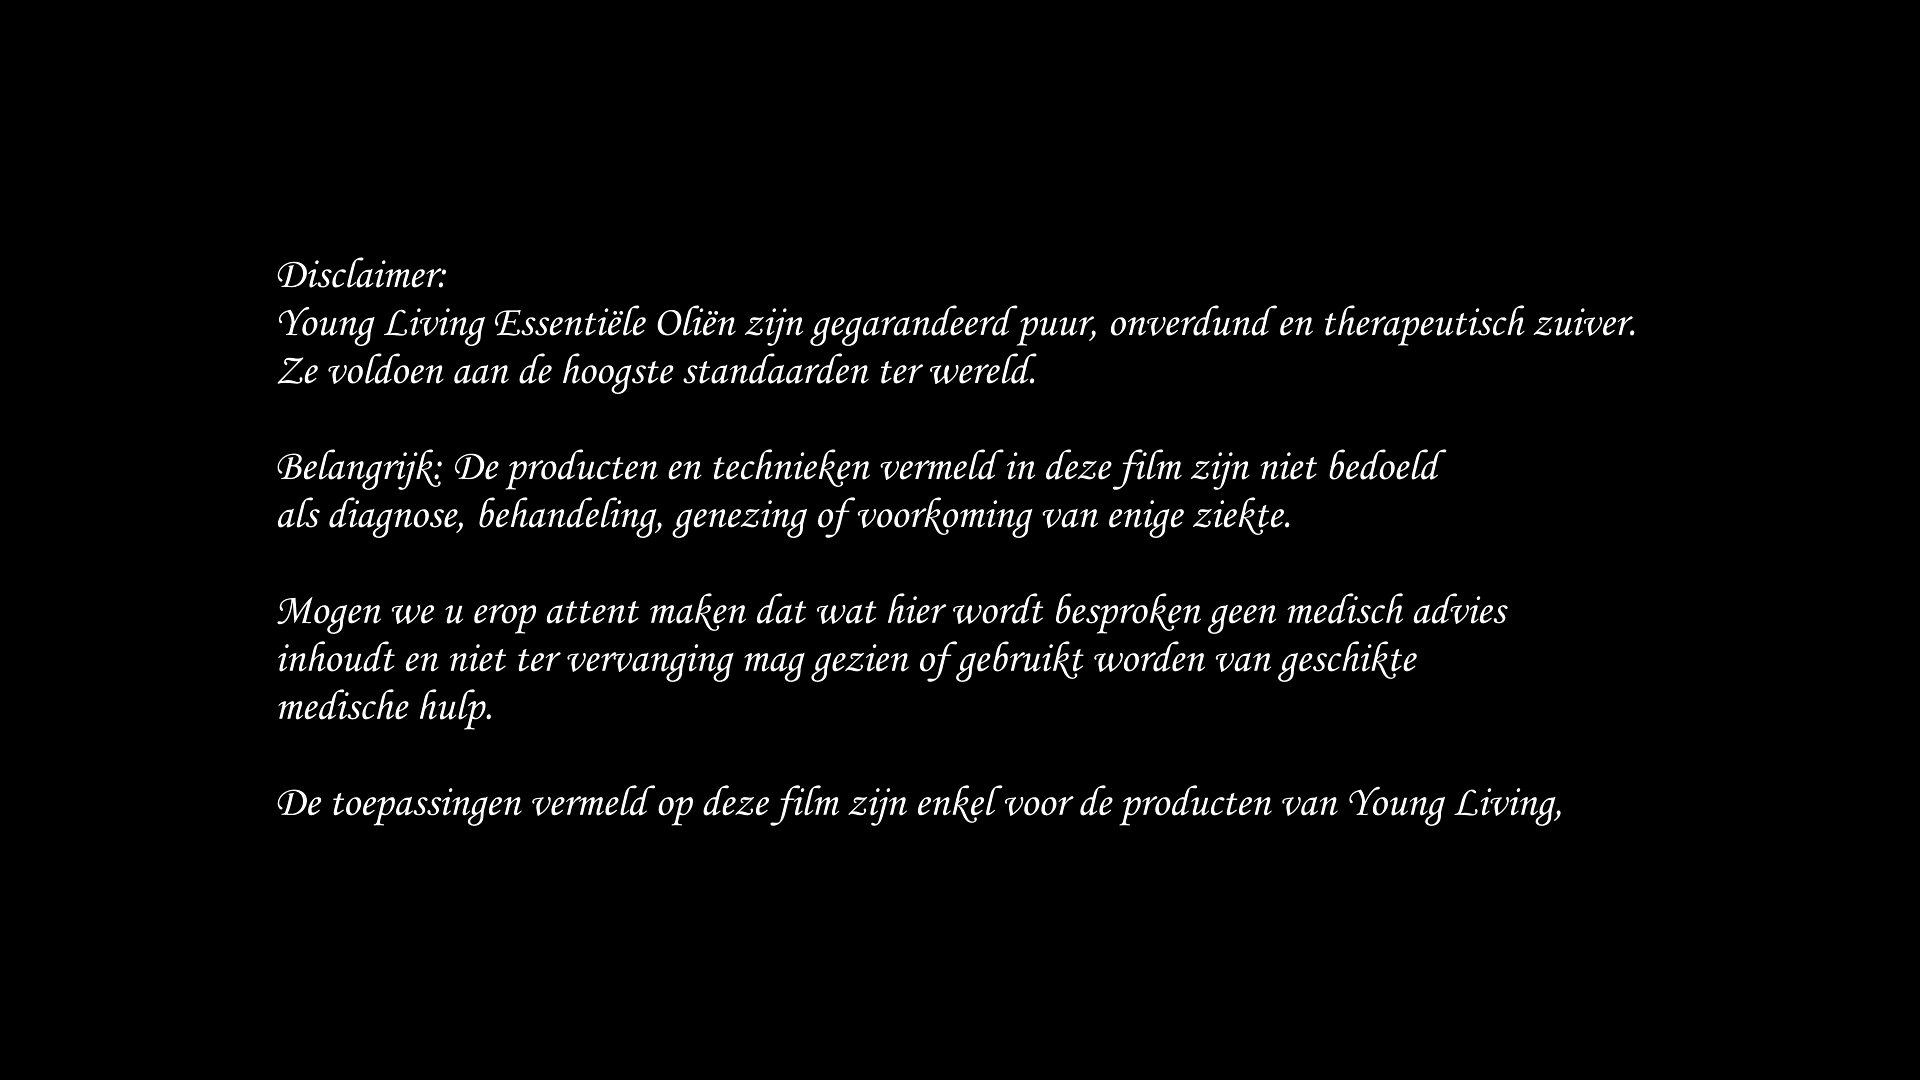 Disclaimer:
Young Living Essentiële Oliën zijn gegarandeerd puur, onverdund en therapeutisch zuiver.
Ze voldoen aan de hoogste standaarden ter wereld.
Belangrijk: De producten en technieken vermeld in deze film zijn niet bedoeld
als diagnose, behandeling, genezing of voorkoming van enige ziekte.
Mogen we u erop attent maken dat wat hier wordt besproken geen medisch advies
inhoudt en niet ter vervanging mag gezien of gebruikt worden van geschikte
medische hulp.
De toepassingen vermeld op deze film zijn enkel voor de producten van Young Living,